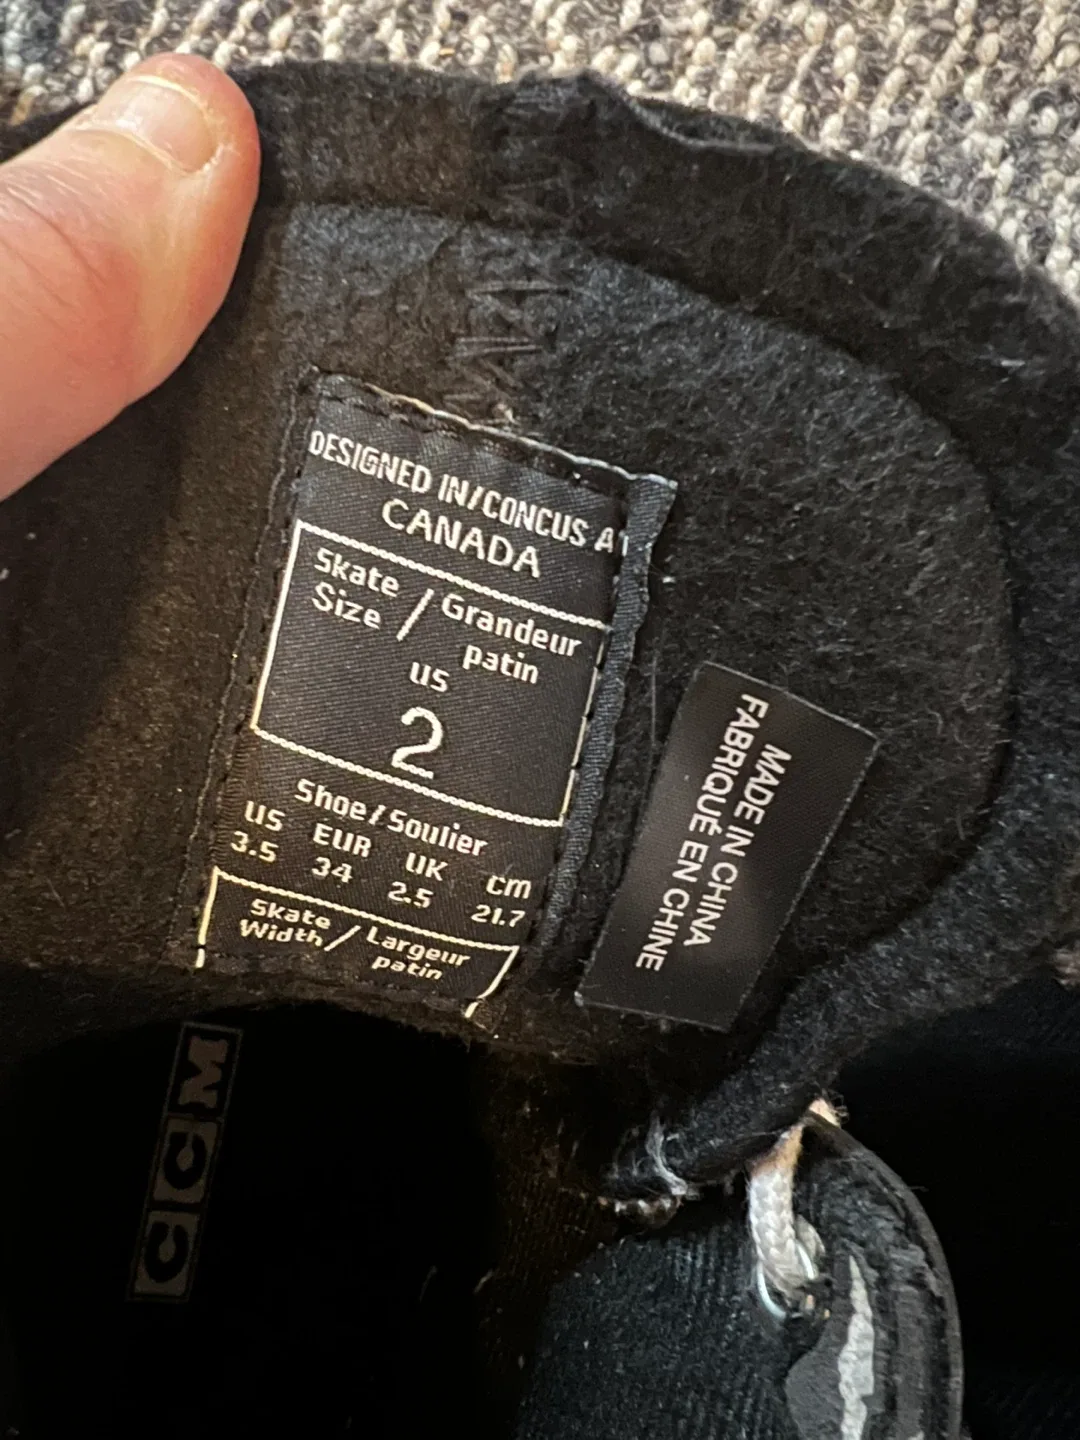 DESIGNED IN/CONCUS A
CANADA
Skate Size / Grandeur patin
US
2
Shoe/Soulier
US EUR UK cm
3.5 34 2.5 21.7
Skate Width / Largeur patin
MADE IN CHINA
FABRIQUÉ EN CHINE
CCM